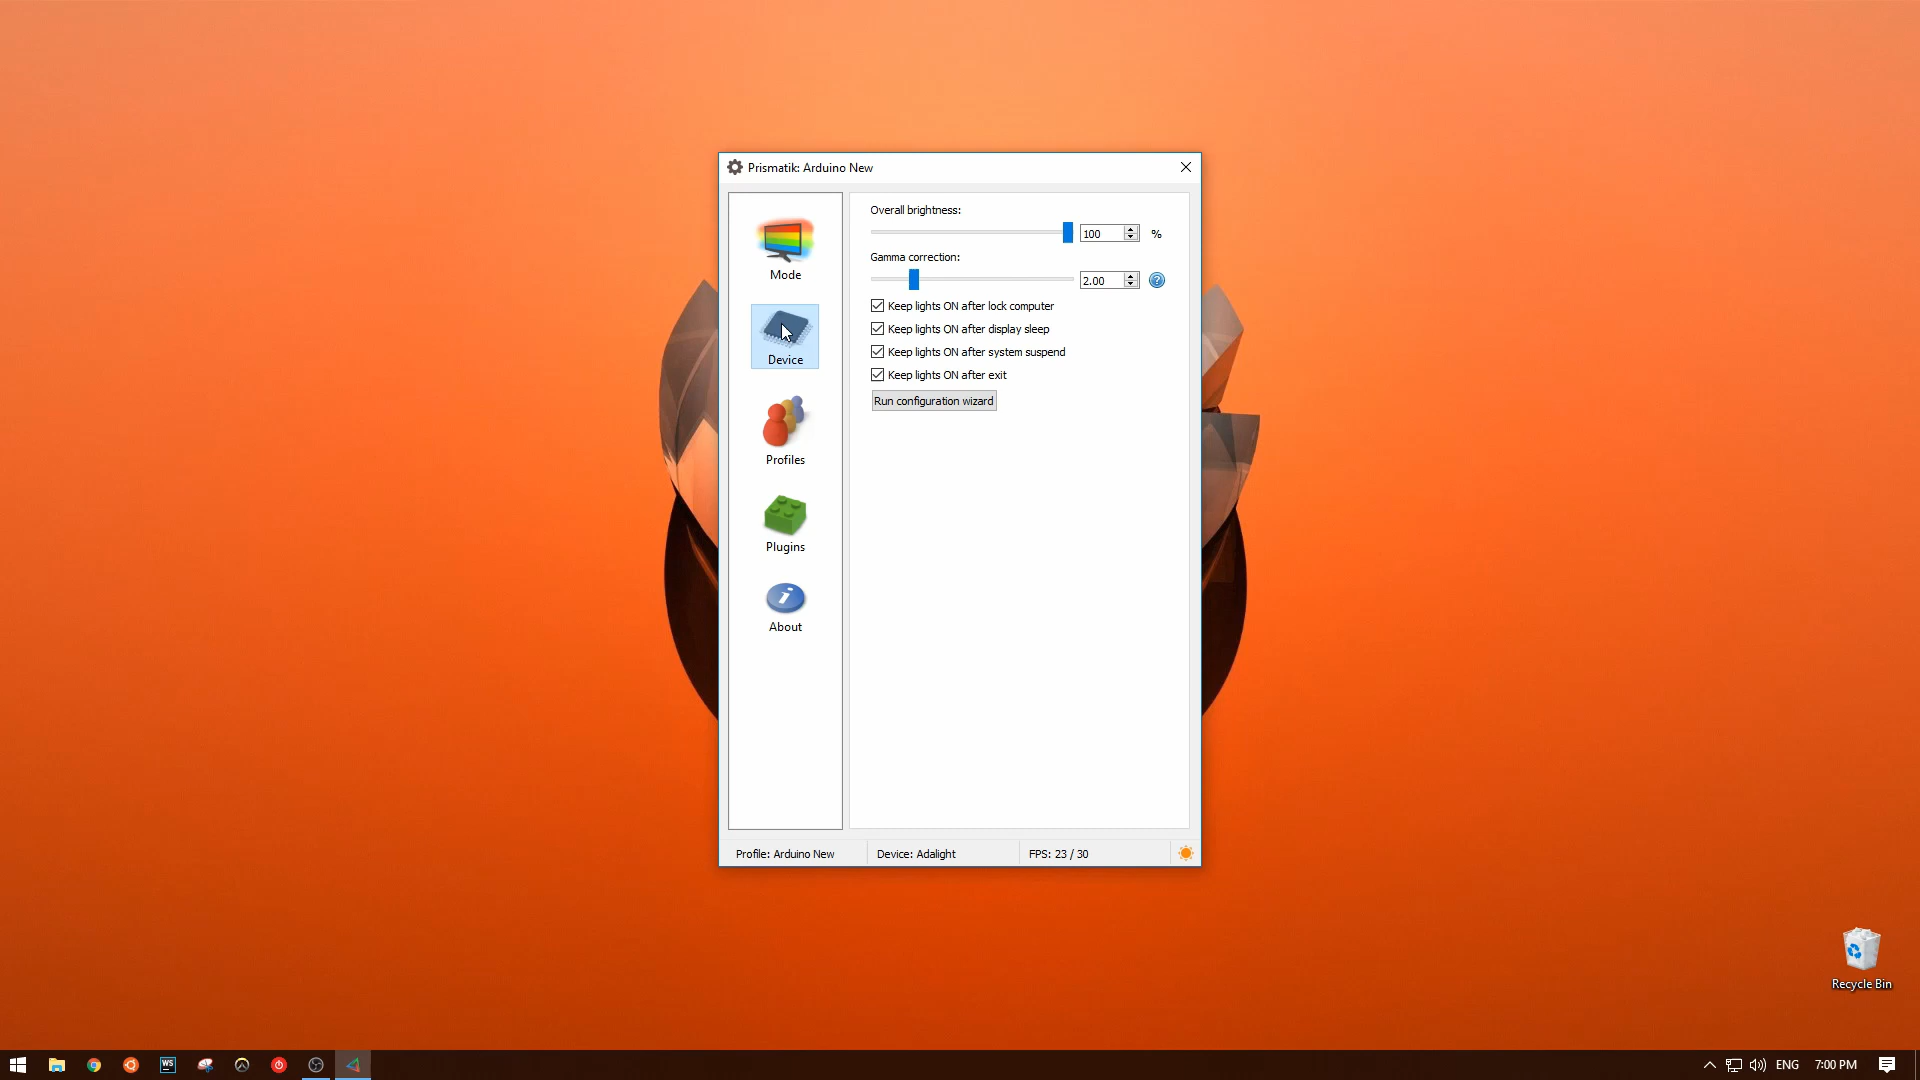 Prismatik: Arduino New
Mode
Device
Profiles
Plugins
About
Overall brightness:
100
%
Gamma correction:
2.00
?
Keep lights ON after lock computer
Keep lights ON after display sleep
Keep lights ON after system suspend
Keep lights ON after exit
Run configuration wizard
Profile: Arduino New
Device: Adalight
FPS: 23 / 30
Recycle Bin
WS
ENG
7:00 PM